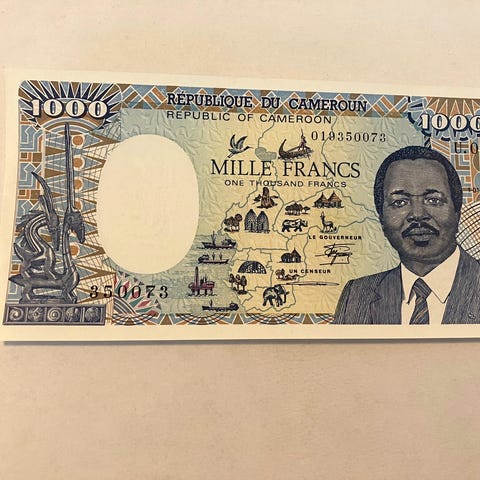 1000
RÉPUBLIQUE DU CAMEROUN
1000
REPUBLIC OF CAMEROON
019350073
MILLE FRANCS
ONE THOUSAND FRANCS
LE GOUVERNEUR
UN CENSEUR
350073